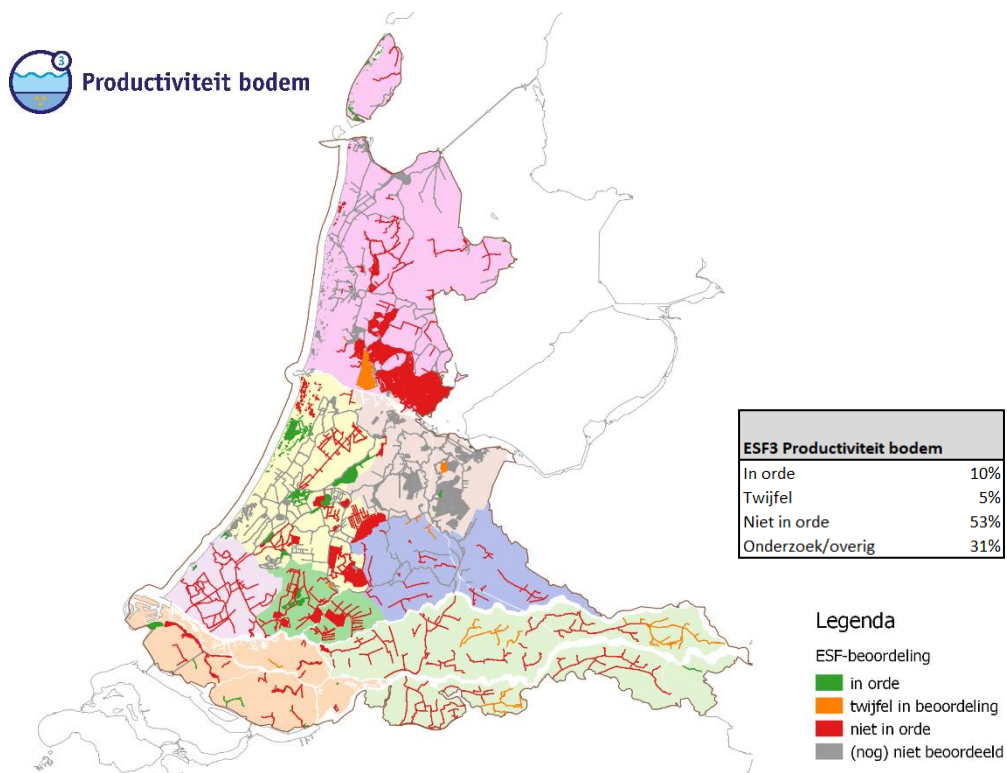 3
Productiviteit bodem
ESF3 Productiviteit bodem
In orde 10%
Twijfel 5%
Niet in orde 53%
Onderzoek/overig 31%
Legenda
ESF-beoordeling
in orde
twijfel in beoordeling
niet in orde
(nog) niet beoordeeld